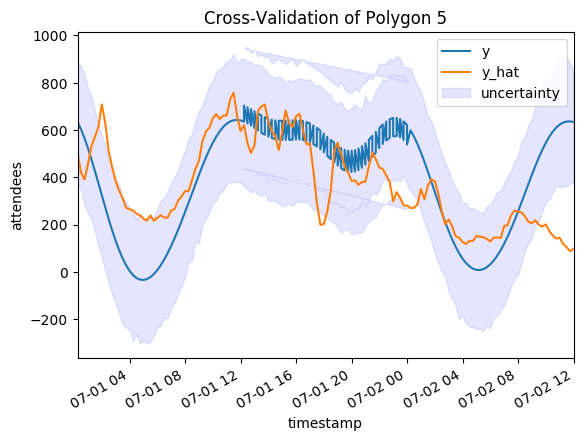 Cross-Validation of Polygon 5
1000
800
600
400
200
0
−200
attendees
y
y_hat
uncertainty
07-01 04
07-01 08
07-01 12
07-01 16
07-01 20
07-02 00
07-02 04
07-02 08
07-02 12
timestamp